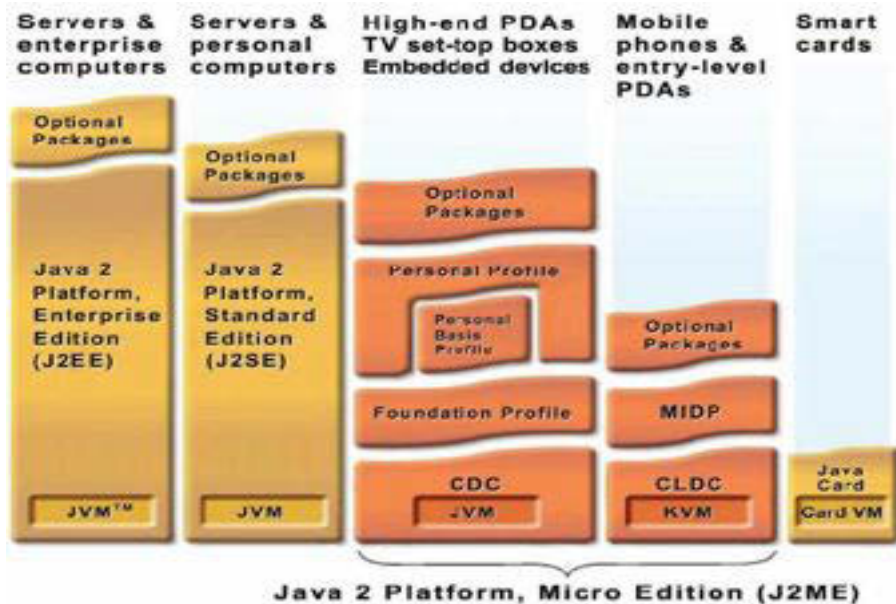 Servers &
enterprise
computers
Servers &
personal
computers
High-end PDAs
TV set-top boxes
Embedded devices
Mobile
phones &
entry-level
PDAs
Smart
cards
Optional
Packages
Java 2
Platform,
Enterprise
Edition
(J2EE)
JVM™
Optional
Packages
Java 2
Platform,
Standard
Edition
(J2SE)
JVM
Optional
Packages
Personal Profile
Personal
Basis
Profile
Foundation Profile
CDC
JVM
Optional
Packages
MIDP
CLDC
KVM
Java
Card
Card VM
Java 2 Platform, Micro Edition (J2ME)